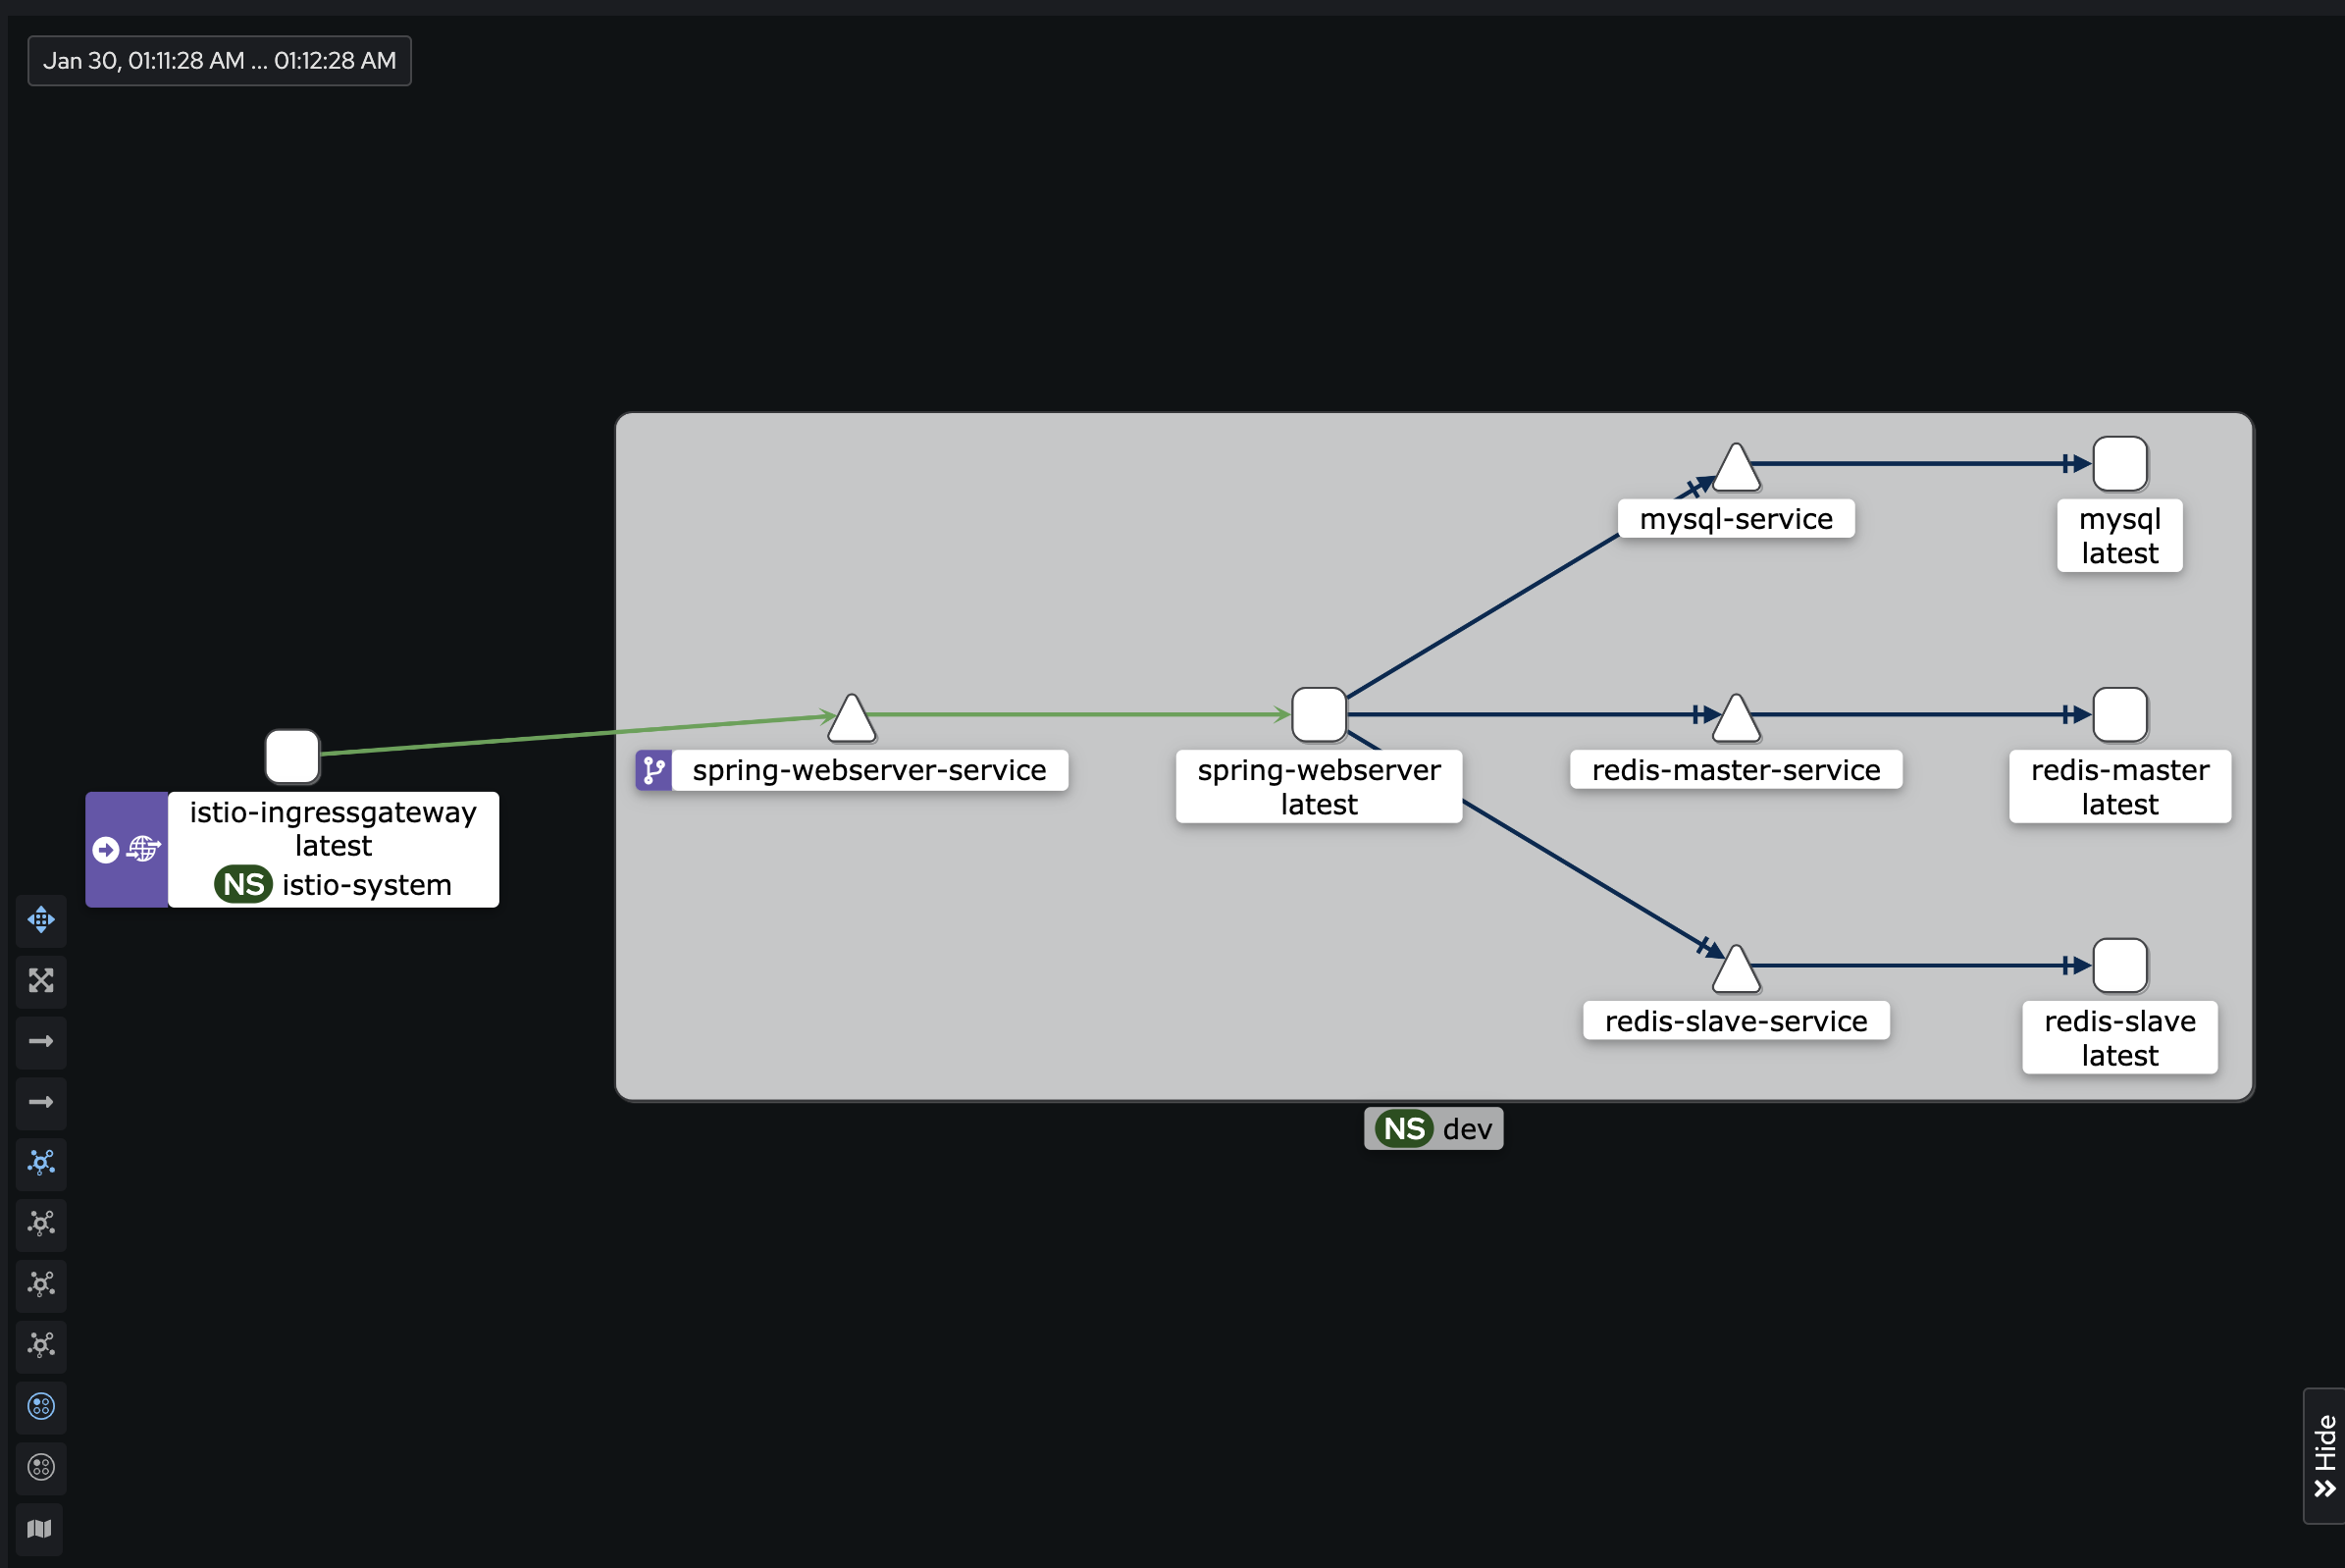 Jan 30, 01:11:28 AM ... 01:12:28 AM
mysql-service
mysql
latest
spring-webserver-service
spring-webserver
latest
redis-master-service
redis-master
latest
istio-ingressgateway
latest
NS istio-system
redis-slave-service
redis-slave
latest
NS dev
Hide